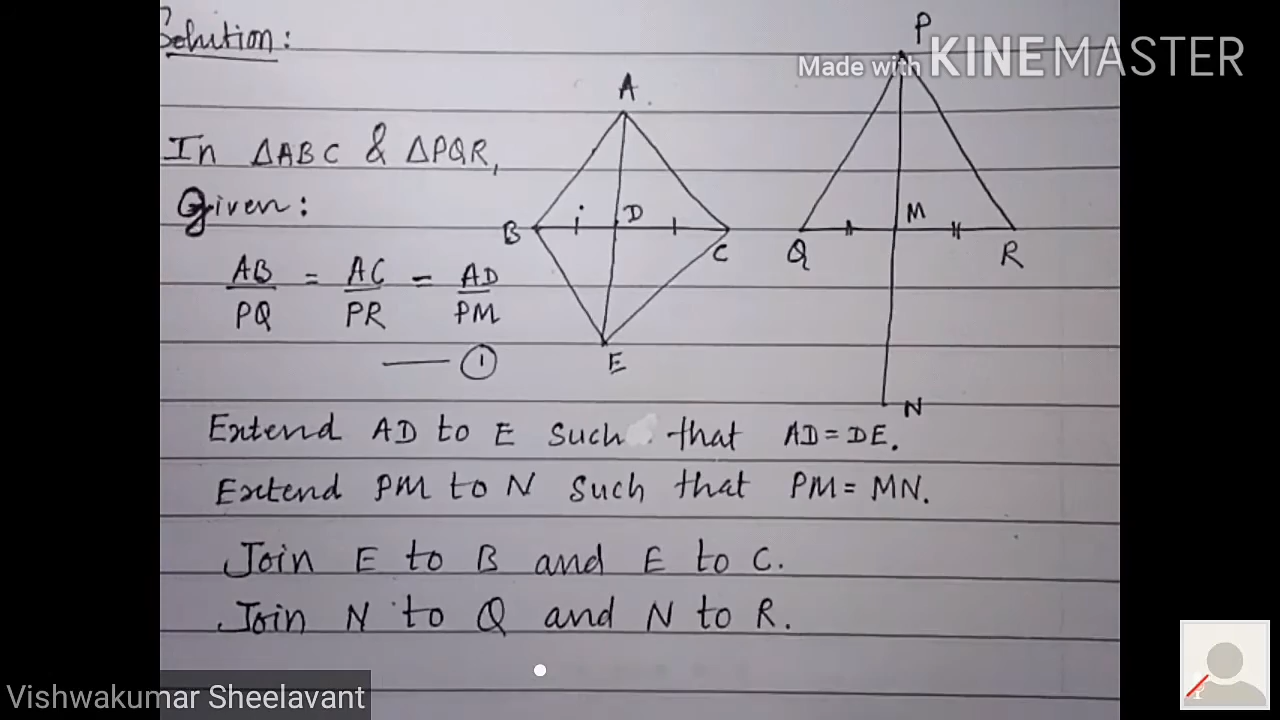 Solution:
P
Made with KINEMASTER
A
In ΔABC & ΔPQR,
Given:
B D C
Q M R
AB/PQ = AC/PR = AD/PM
— ①
E
N
Extend AD to E such that AD = DE.
Extend PM to N such that PM = MN.
Join E to B and E to C.
Join N to Q and N to R.
Vishwakumar Sheelavant